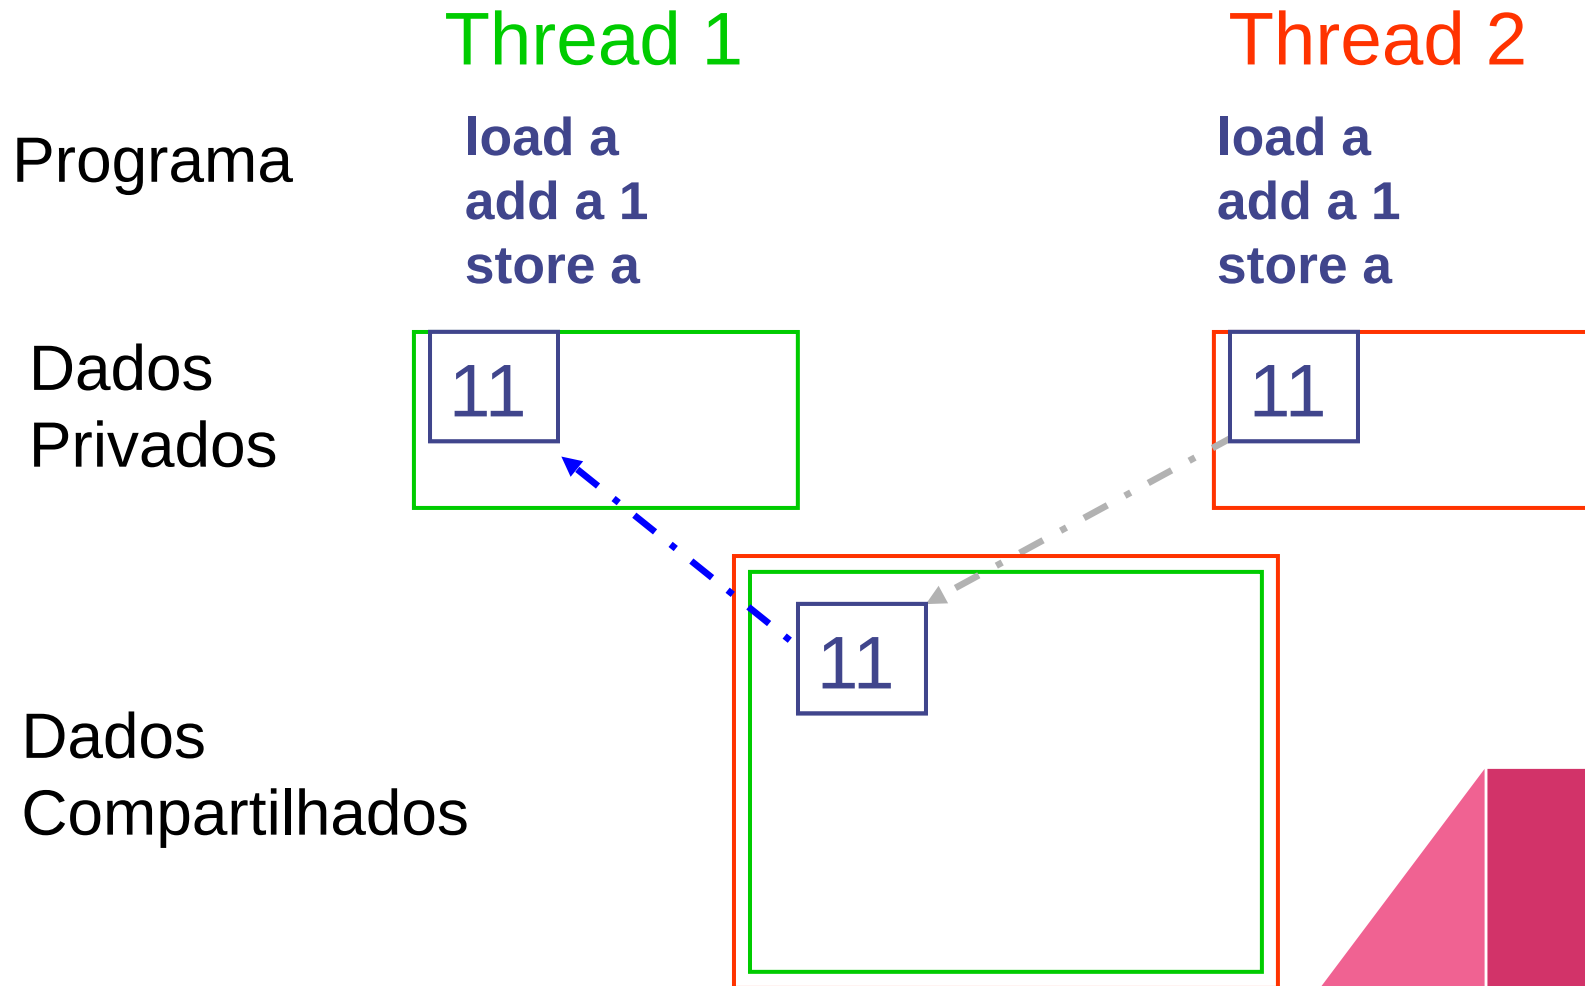 Thread 1
Thread 2
Programa
load a
add a 1
store a
load a
add a 1
store a
Dados
Privados
11
11
11
Dados
Compartilhados